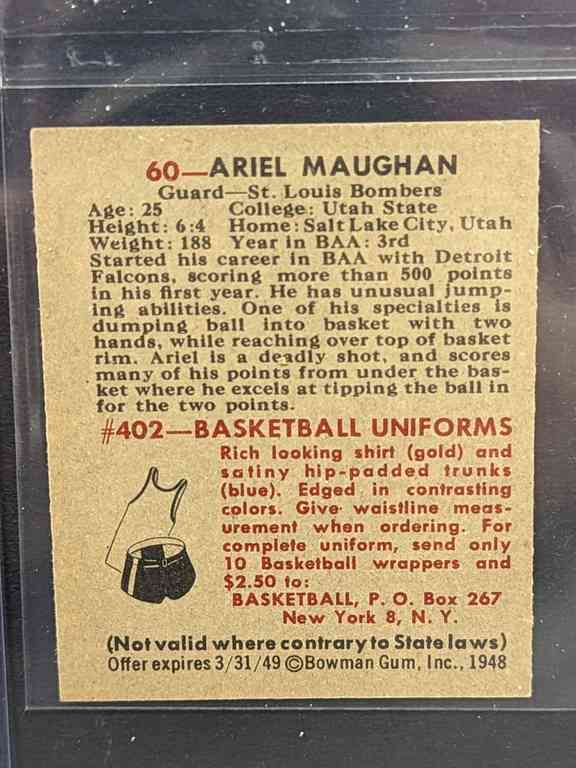 60—ARIEL MAUGHAN
Guard—St. Louis Bombers
Age: 25 College: Utah State
Height: 6:4 Home: Salt Lake City, Utah
Weight: 188 Year in BAA: 3rd
Started his career in BAA with Detroit
Falcons, scoring more than 500 points
in his first year. He has unusual jump-
ing abilities. One of his specialties is
dumping ball into basket with two
hands, while reaching over top of basket
rim. Ariel is a deadly shot, and scores
many of his points from under the bas-
ket where he excels at tipping the ball in
for the two points.
#402—BASKETBALL UNIFORMS
Rich looking shirt (gold) and
satiny hip-padded trunks
(blue). Edged in contrasting
colors. Give waistline meas-
urement when ordering. For
complete uniform, send only
10 Basketball wrappers and
$2.50 to:
BASKETBALL, P. O. Box 267
New York 8, N. Y.
(Not valid where contrary to State laws)
Offer expires 3/31/49 ©Bowman Gum, Inc., 1948